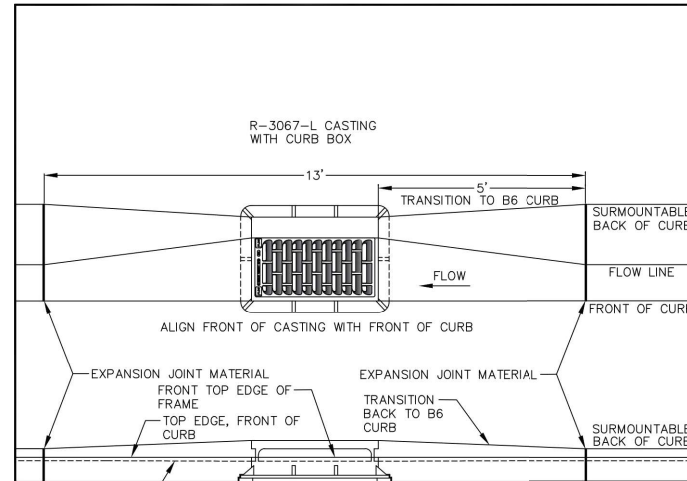 R-3067-L CASTING
WITH CURB BOX
13'
5'
TRANSITION TO B6 CURB
SURMOUNTABLE
BACK OF CURB
FLOW
FLOW LINE
FRONT OF CURB
ALIGN FRONT OF CASTING WITH FRONT OF CURB
EXPANSION JOINT MATERIAL
EXPANSION JOINT MATERIAL
FRONT TOP EDGE OF
FRAME
TRANSITION
BACK TO B6
CURB
TOP EDGE, FRONT OF
CURB
SURMOUNTABLE
BACK OF CURB